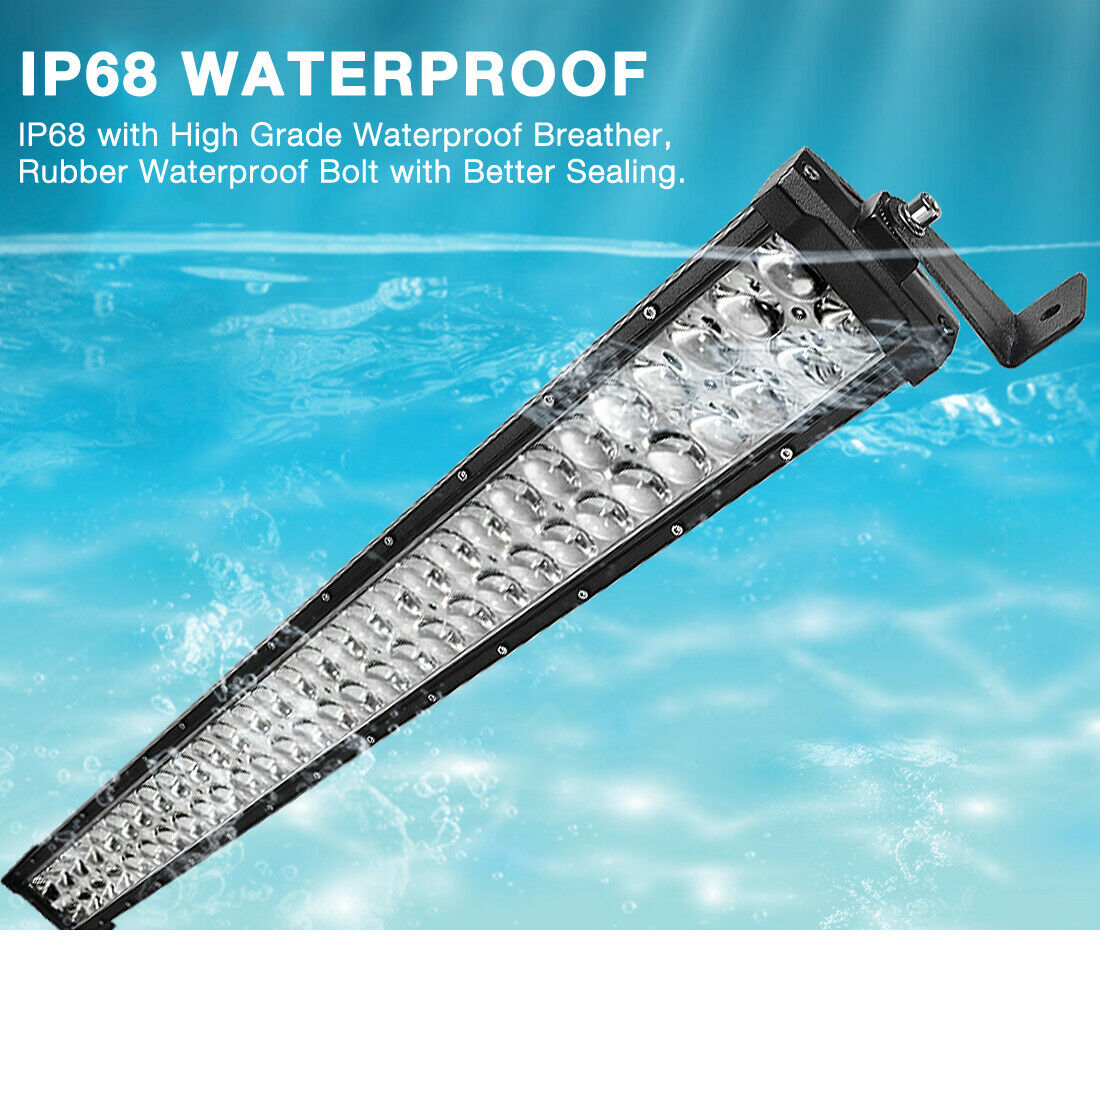 IP68 WATERPROOF
IP68 with High Grade Waterproof Breather,
Rubber Waterproof Bolt with Better Sealing.